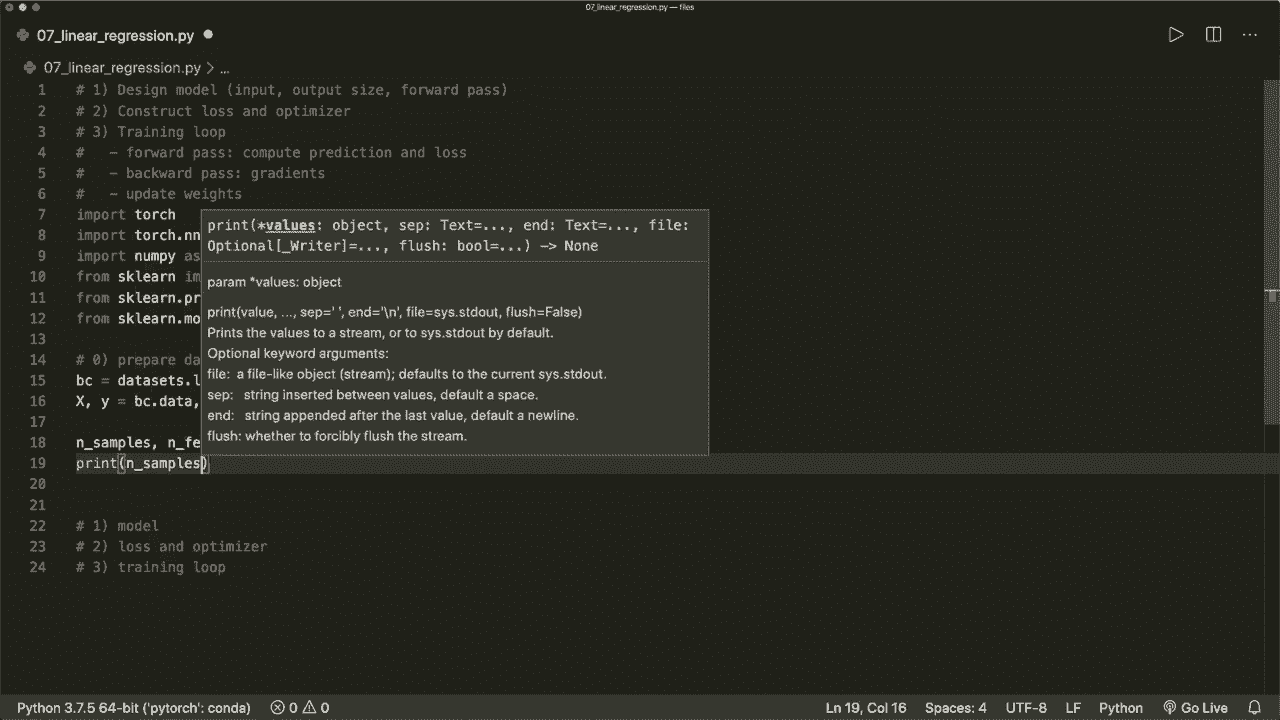 07_linear_regression.py — files
07_linear_regression.py
07_linear_regression.py > ...
1 # 1) Design model (input, output size, forward pass)
2 # 2) Construct loss and optimizer
3 # 3) Training loop
4 # - forward pass: compute prediction and loss
5 # - backward pass: gradients
6 # - update weights
7 import torch
8 import torch.nn
9 import numpy as
10 from sklearn im
11 from sklearn.pr
12 from sklearn.mo
13
14 # 0) prepare da
15 bc = datasets.l
16 X, y = bc.data,
17
18 n_samples, n_fe
19 print(n_samples)
20
21
22 # 1) model
23 # 2) loss and optimizer
24 # 3) training loop
print(*values: object, sep: Text=..., end: Text=..., file:
Optional[_Writer]=..., flush: bool=...) -> None
param *values: object
print(value, ..., sep=' ', end='\n', file=sys.stdout, flush=False)
Prints the values to a stream, or to sys.stdout by default.
Optional keyword arguments:
file: a file-like object (stream); defaults to the current sys.stdout.
sep: string inserted between values, default a space.
end: string appended after the last value, default a newline.
flush: whether to forcibly flush the stream.
Python 3.7.5 64-bit ('pytorch': conda) 0 0 Ln 19, Col 16 Spaces: 4 UTF-8 LF Python Go Live